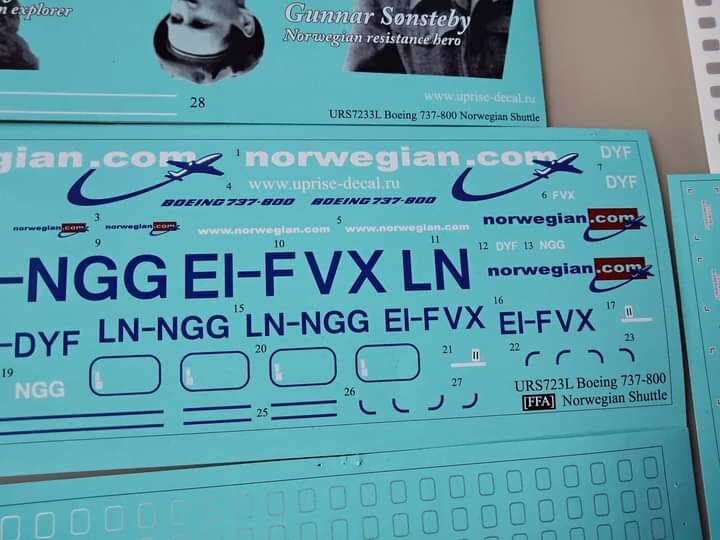 n explorer
Gunnar Sønsteby
Norwegian resistance hero
28
www.uprise-decal.ru
URS7233L Boeing 737-800 Norwegian Shuttle
gian.com
1
norwegian.com
DYF
7
DYF
4
www.uprise-decal.ru
BOEING 737-800
BOEING 737-800
6
FVX
3
norwegian.com
norwegian.com
www.norwegian.com
5
www.norwegian.com
norwegian.com
9
10
11
12
DYF
13
NGG
-NGG
EI-FVX
LN
norwegian.com
-DYF
LN-NGG
15
LN-NGG
EI-FVX
16
EI-FVX
17
19
NGG
20
21
22
23
25
26
27
URS723L Boeing 737-800
[FFA] Norwegian Shuttle